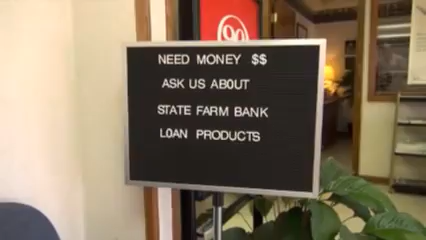 NEED MONEY $$
ASK US ABOUT
STATE FARM BANK
LOAN PRODUCTS